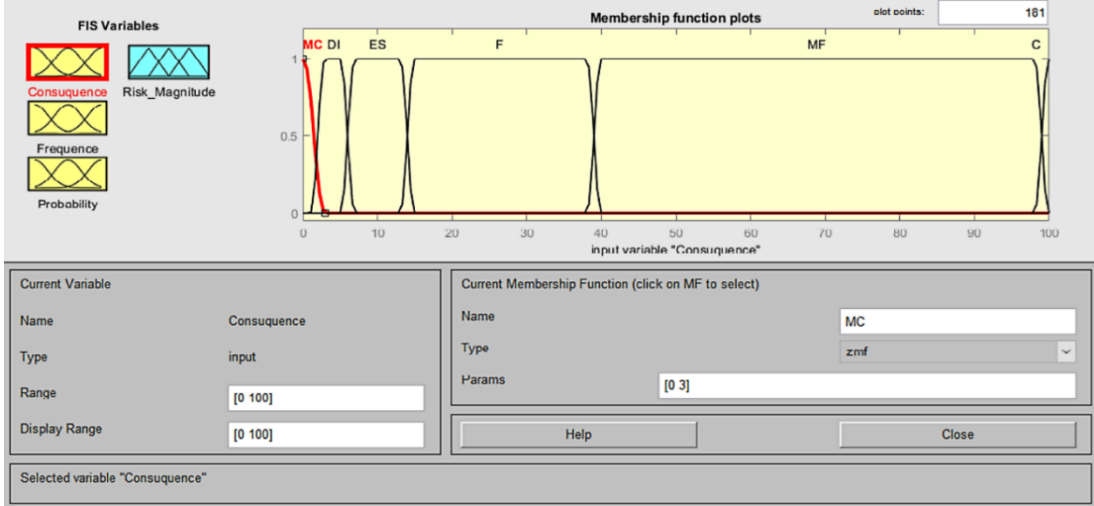 FIS Variables
Consuquence
Risk_Magnitude
Frequence
Probability
Membership function plots
plot points:
181
MC DI ES F MF C
1
0.5
0
0 10 20 30 40 50 60 70 80 90 100
input variable "Consuquence"
Current Variable
Name Consuquence
Type input
Range [0 100]
Display Range [0 100]
Current Membership Function (click on MF to select)
Name MC
Type zmf
Params [0 3]
Help Close
Selected variable "Consuquence"